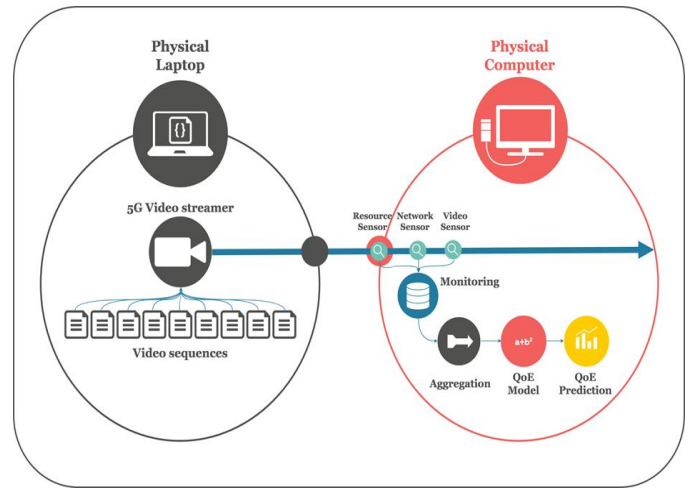 Physical
Laptop
Physical
Computer
{}
5G Video streamer
Resource
Sensor
Network
Sensor
Video
Sensor
Monitoring
Video sequences
a+b²
Aggregation
QoE
Model
QoE
Prediction